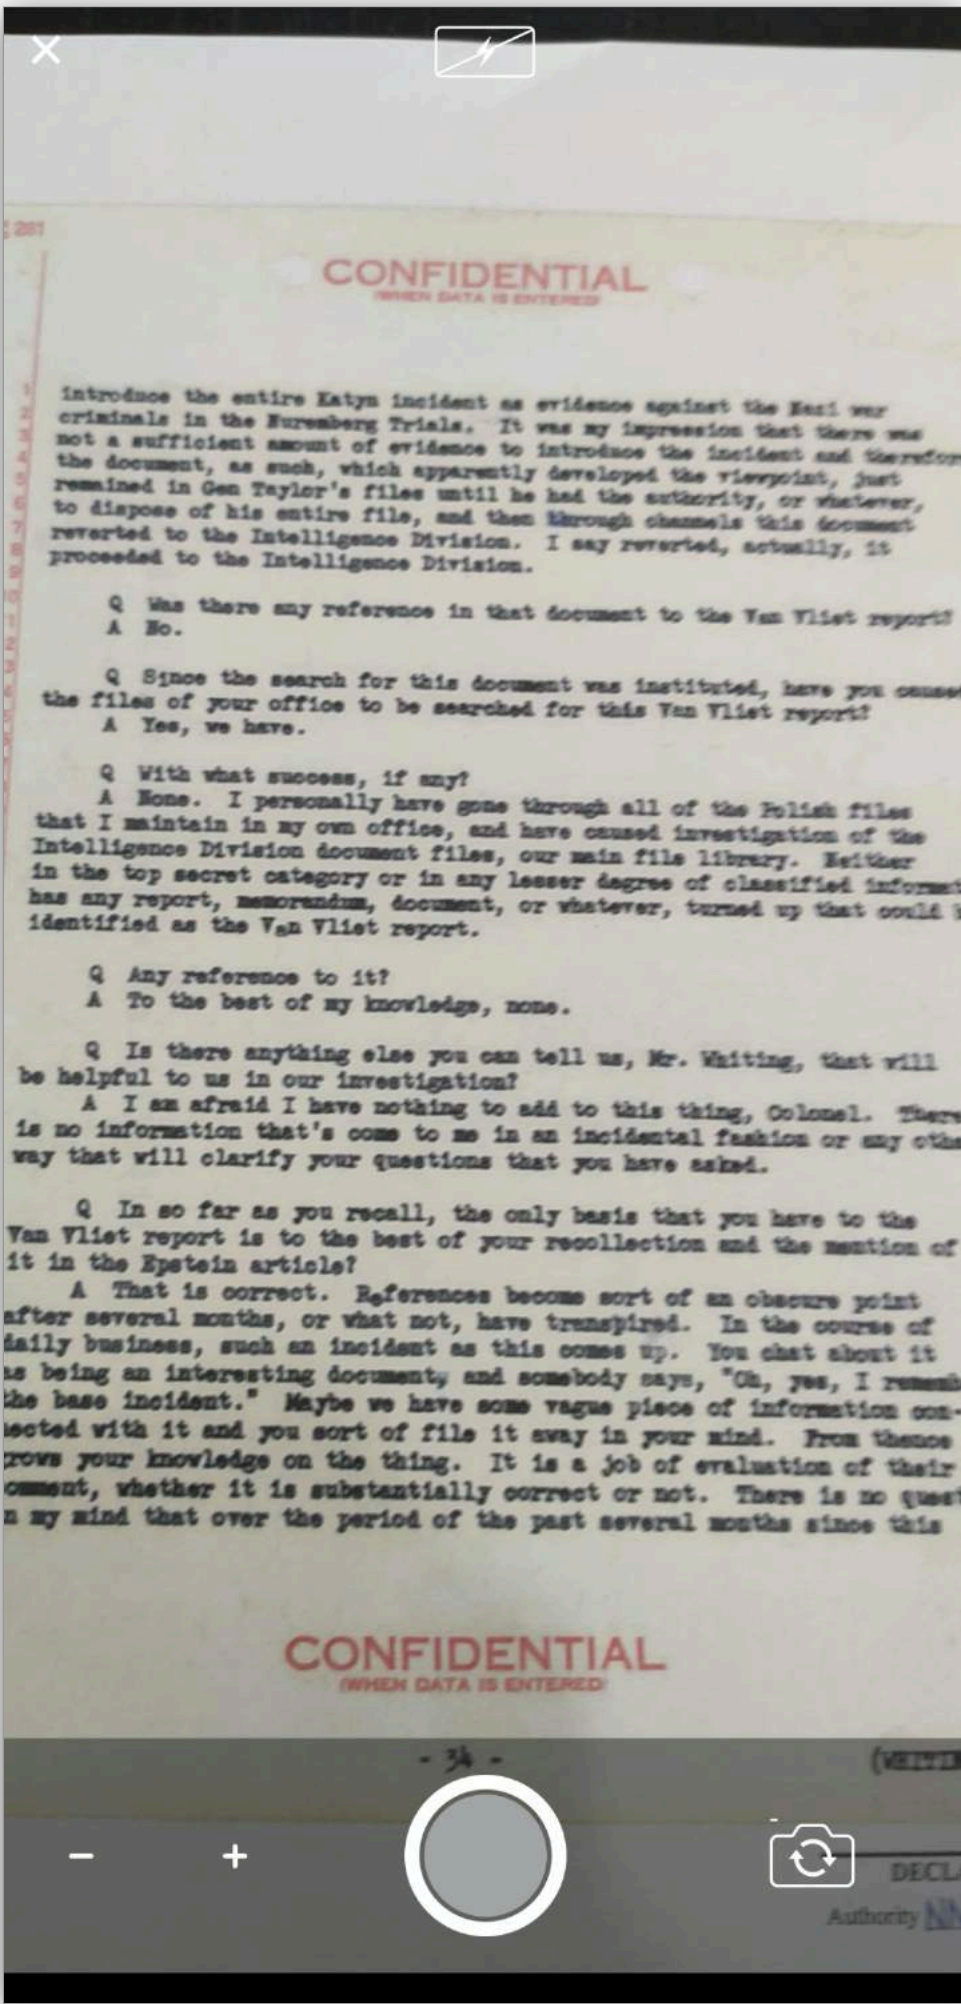 281
CONFIDENTIAL
(WHEN DATA IS ENTERED)
introduce the entire Katyn incident as evidence against the Nazi war
criminals in the Nuremberg Trials. It was my impression that there was
not a sufficient amount of evidence to introduce the incident and therefor
the document, as such, which apparently developed the viewpoint, just
remained in Gen Taylor's files until he had the authority, or whatever,
to dispose of his entire file, and then through channels this document
reverted to the Intelligence Division. I say reverted, actually, it
proceeded to the Intelligence Division.
Q Was there any reference in that document to the Van Vliet report?
A No.
Q Since the search for this document was instituted, have you cause
the files of your office to be searched for this Van Vliet report?
A Yes, we have.
Q With what success, if any?
A None. I personally have gone through all of the Polish files
that I maintain in my own office, and have caused investigation of the
Intelligence Division document files, our main file library. Neither
in the top secret category or in any lesser degree of classified informat
has any report, memorandum, document, or whatever, turned up that could
identified as the Van Vliet report.
Q Any reference to it?
A To the best of my knowledge, none.
Q Is there anything else you can tell us, Mr. Whiting, that will
be helpful to us in our investigation?
A I am afraid I have nothing to add to this thing, Colonel. There
is no information that's come to me in an incidental fashion or any othe
way that will clarify your questions that you have asked.
Q In so far as you recall, the only basis that you have to the
Van Vliet report is to the best of your recollection and the mention of
it in the Epstein article?
A That is correct. References become sort of an obscure point
after several months, or what not, have transpired. In the course of
daily business, such an incident as this comes up. You chat about it
as being an interesting document, and somebody says, "Oh, yes, I rememb
the base incident." Maybe we have some vague piece of information con-
nected with it and you sort of file it away in your mind. From thence
grows your knowledge on the thing. It is a job of evaluation of their
omment, whether it is substantially correct or not. There is no quest
n my mind that over the period of the past several months since this
CONFIDENTIAL
(WHEN DATA IS ENTERED)
- 34 -
(WHITIN
DECLA
Authority NN